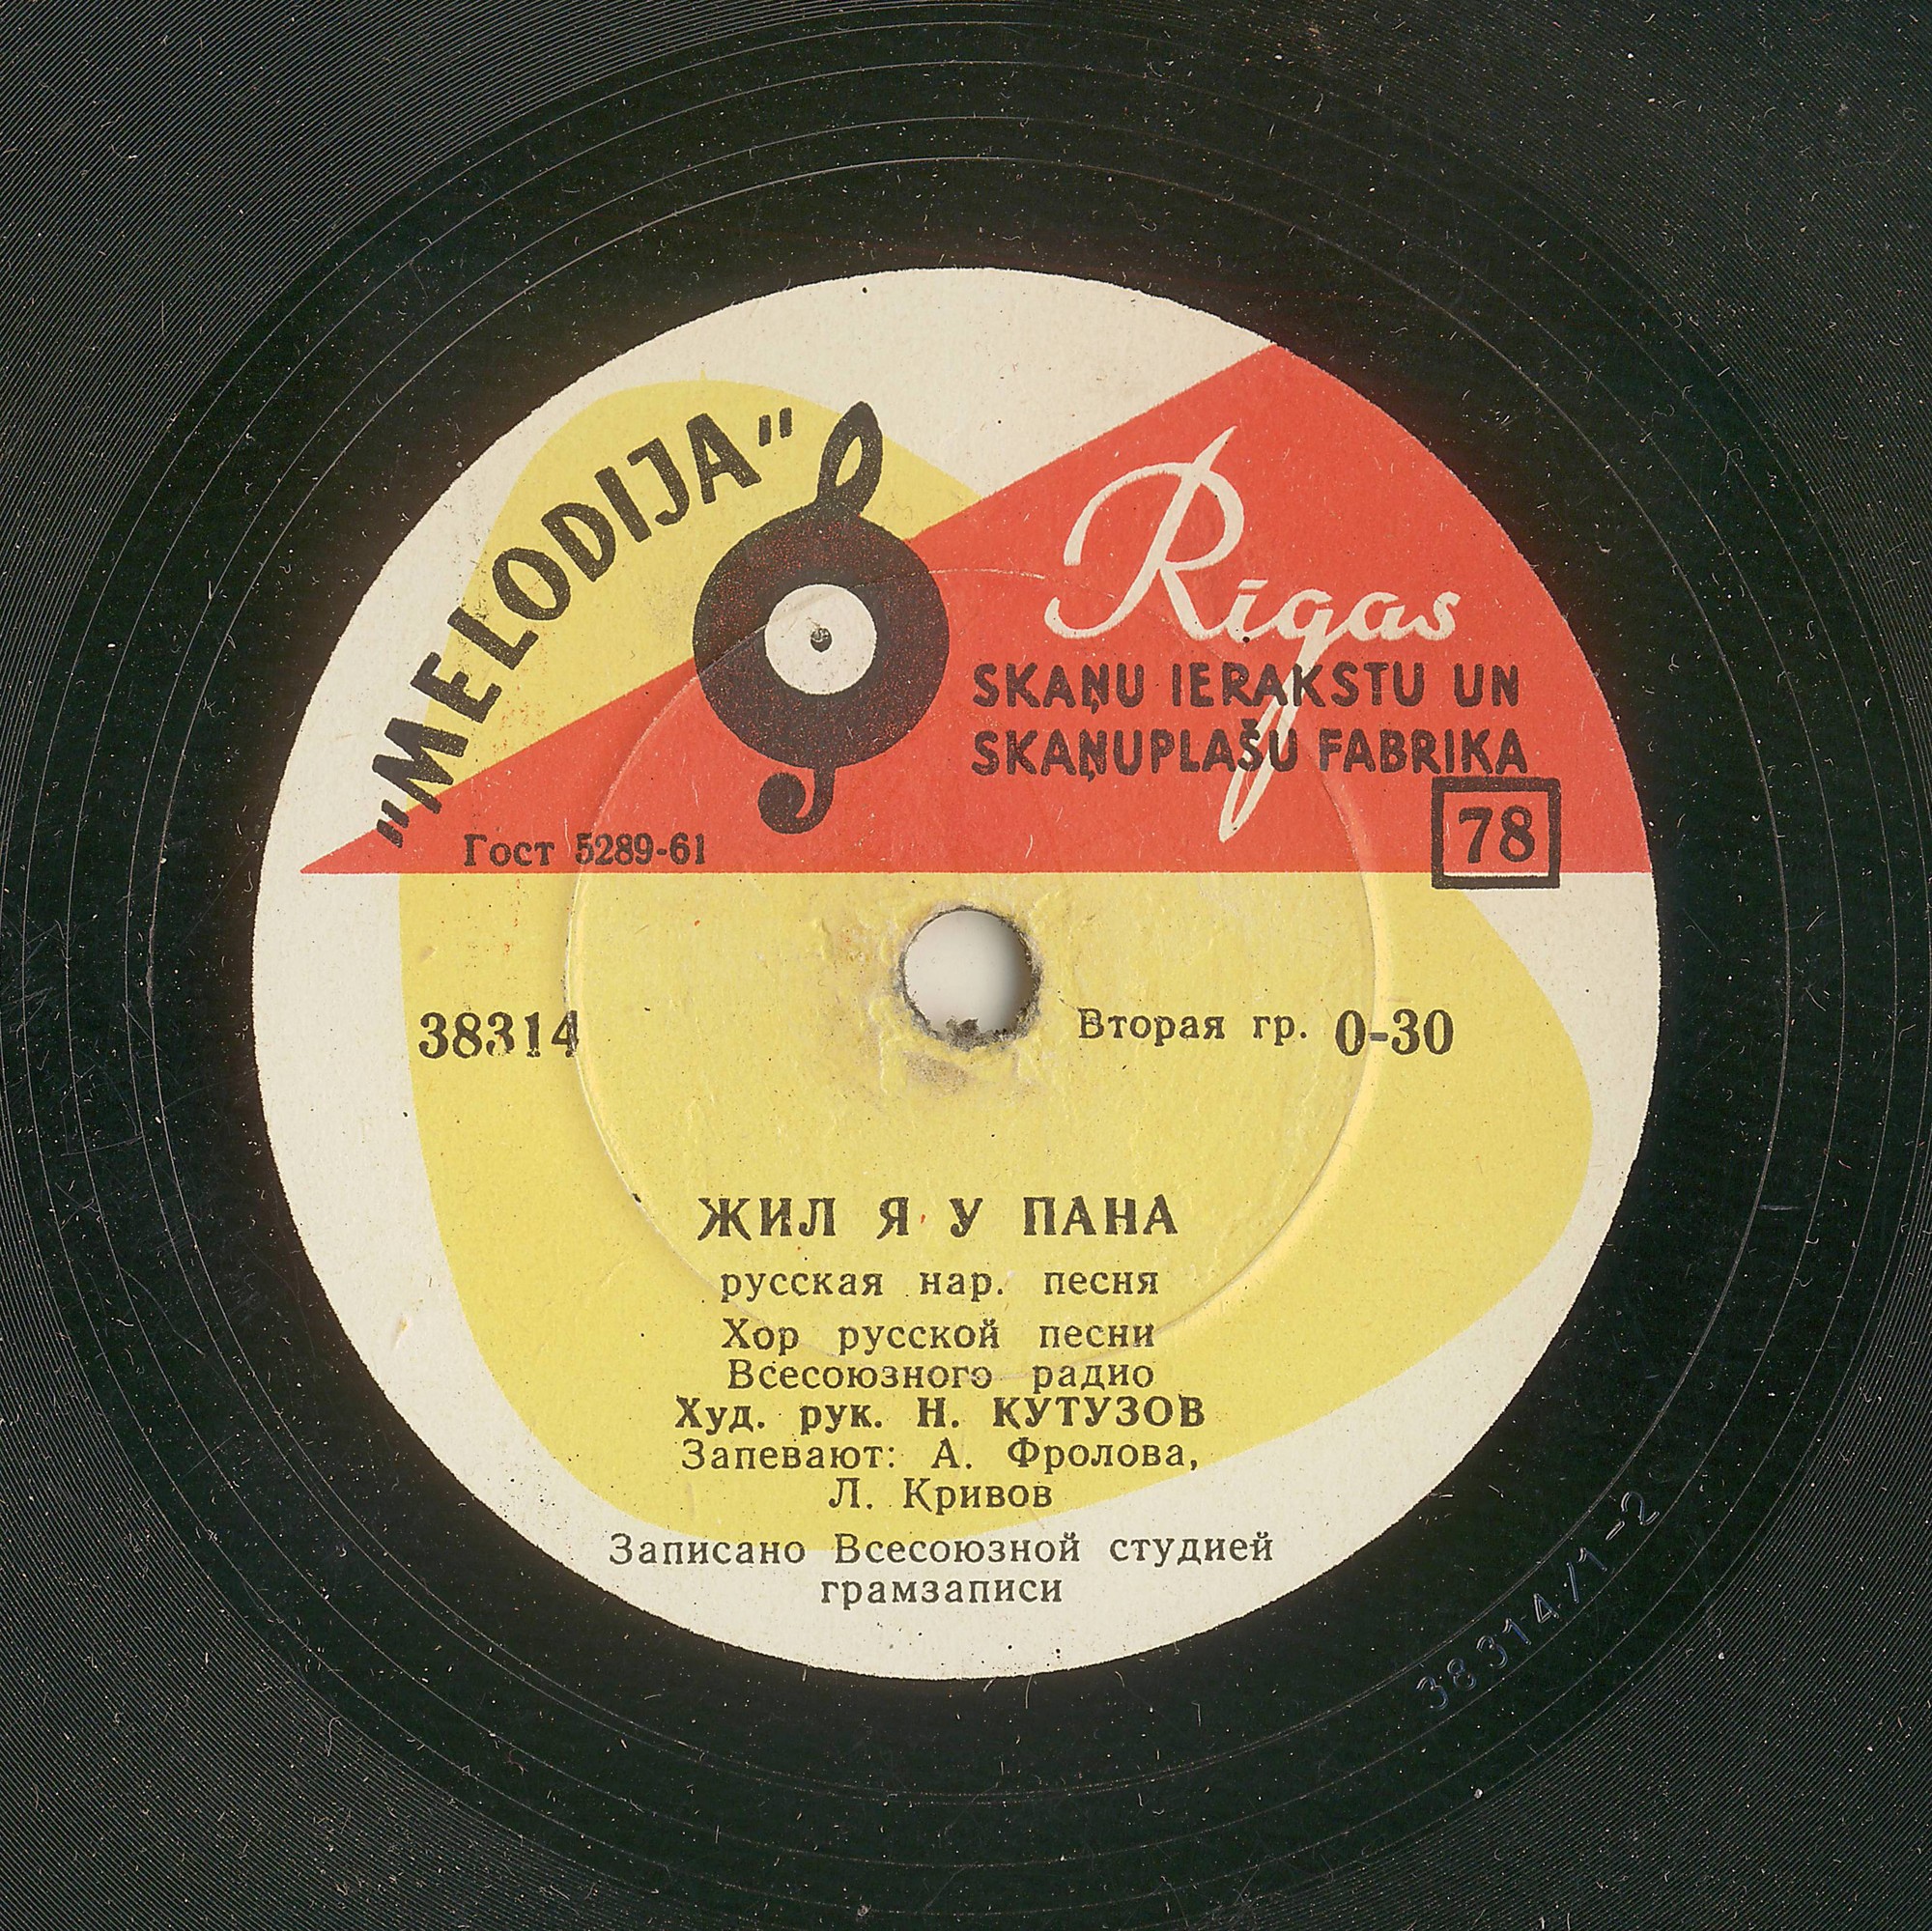 „MELODIJA"
Rīgas
SKAŅU IERAKSTU UN
SKAŅUPLAŠU FABRIKA
78
Гост 5289-61
38314
Вторая гр. 0-30
ЖИЛ Я У ПАНА
русская нар. песня
Хор русской песни
Всесоюзного радио
Худ. рук. Н. КУТУЗОВ
Запевают: А. Фролова,
Л. Кривов
Записано Всесоюзной студией
грамзаписи
38314/1-2